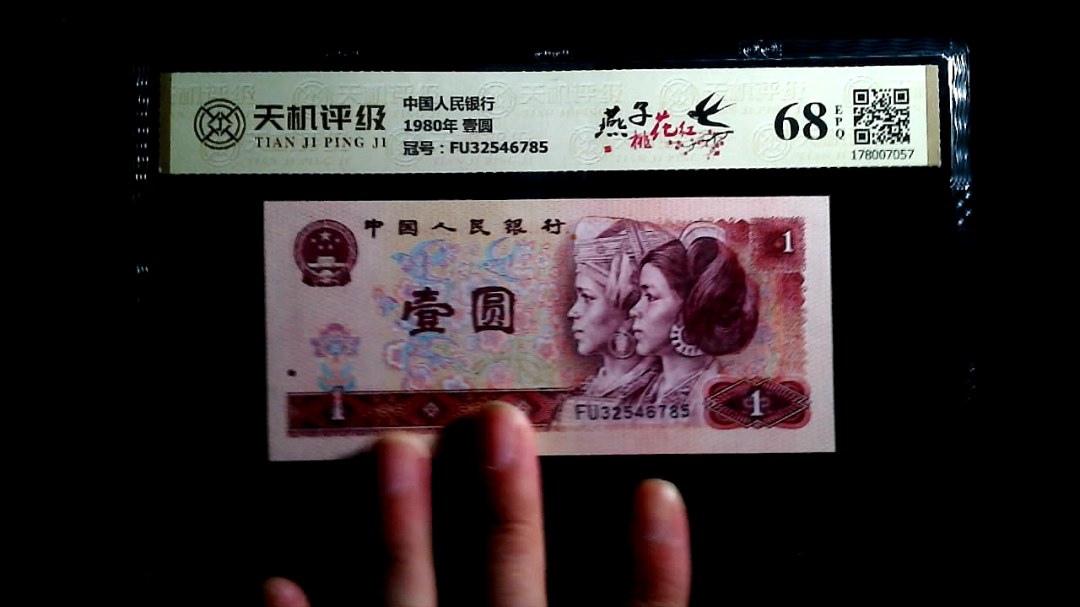 天机评级
TIAN JI PING JI
中国人民银行
1980年 壹圆
冠号：FU32546785
燕子
桃花红
68
EPQ
178007057
中国人民银行
1
壹圆
1
FU32546785
1